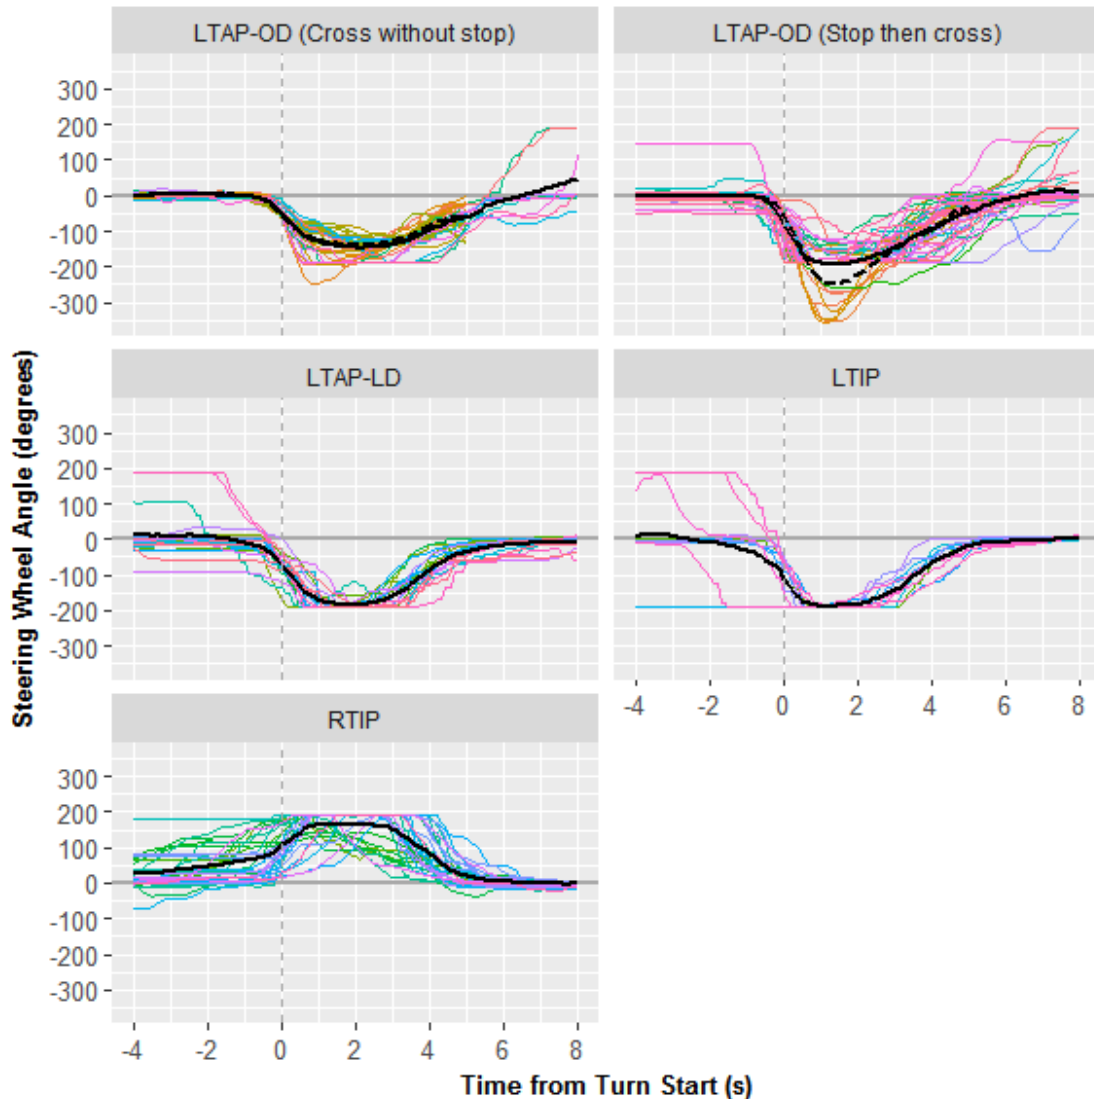 LTAP-OD (Cross without stop)
LTAP-OD (Stop then cross)
300
200
100
0
-100
-200
-300
LTAP-LD
LTIP
300
200
100
0
-100
-200
-300
-4 -2 0 2 4 6 8
RTIP
300
200
100
0
-100
-200
-300
-4 -2 0 2 4 6 8
Steering Wheel Angle (degrees)
Time from Turn Start (s)